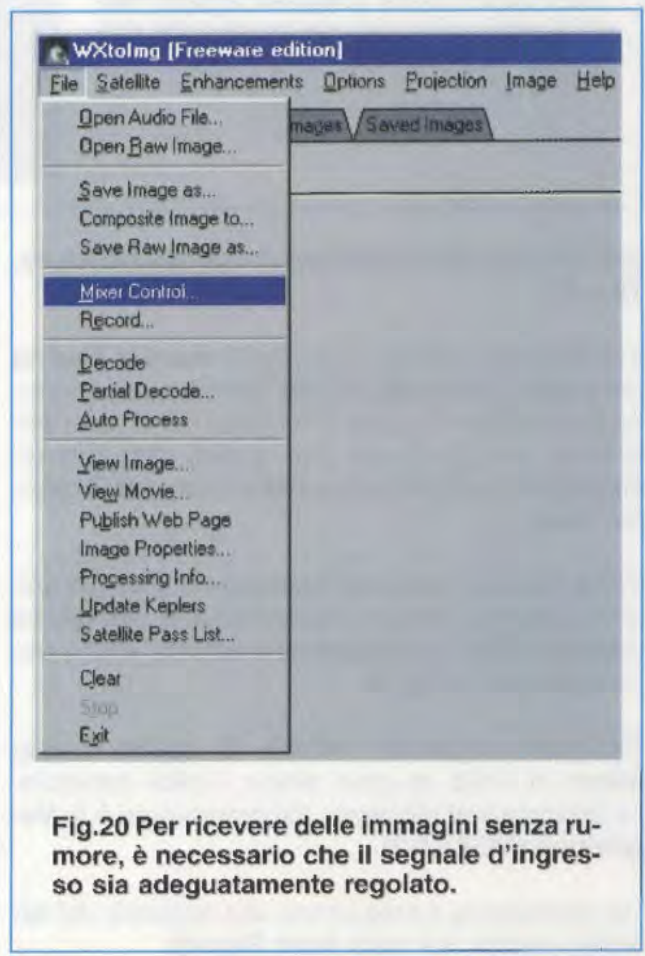 WXtoImg [Freeware edition]
File Satellite Enhancements Options Projection Image Help
Open Audio File...
mages Saved Images
Open Raw Image...
Save Image as...
Composite Image to...
Save Raw Image as...
Mixer Control...
Record...
Decode
Partial Decode...
Auto Process
View Image...
View Movie...
Publish Web Page
Image Properties...
Processing Info...
Update Keplers
Satellite Pass List...
Clear
Stop
Exit
Fig.20 Per ricevere delle immagini senza ru-
more, è necessario che il segnale d'ingres-
so sia adeguatamente regolato.